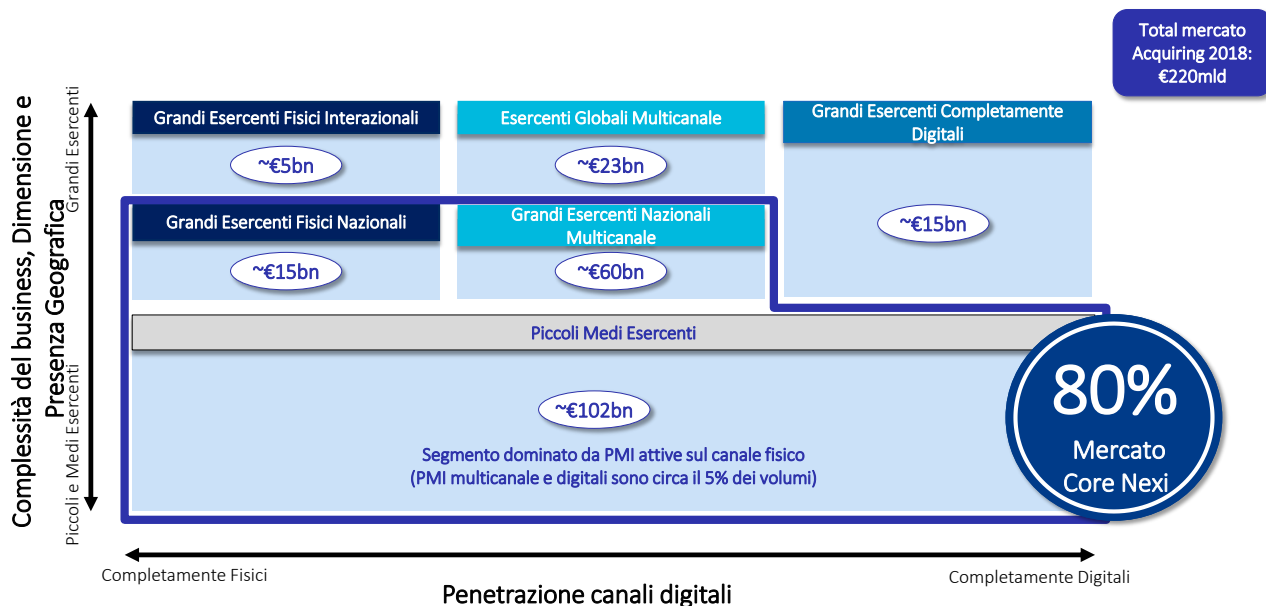 Total mercato
Acquiring 2018:
€220mld
Complessità del business, Dimensione e
Presenza Geografica
Grandi Esercenti
Piccoli e Medi Esercenti
Grandi Esercenti Fisici Interazionali
~€5bn
Esercenti Globali Multicanale
~€23bn
Grandi Esercenti Completamente
Digitali
~€15bn
Grandi Esercenti Fisici Nazionali
~€15bn
Grandi Esercenti Nazionali
Multicanale
~€60bn
Piccoli Medi Esercenti
~€102bn
Segmento dominato da PMI attive sul canale fisico
(PMI multicanale e digitali sono circa il 5% dei volumi)
80%
Mercato
Core Nexi
Completamente Fisici
Completamente Digitali
Penetrazione canali digitali